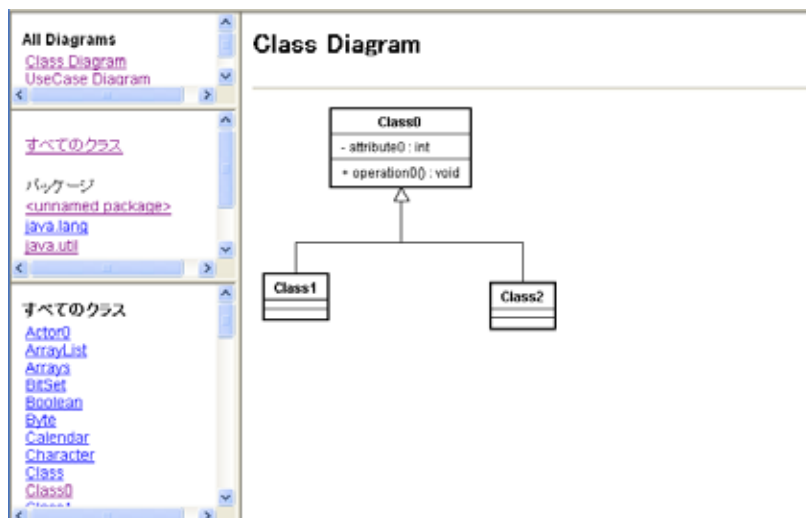 All Diagrams
Class Diagram
UseCase Diagram
すべてのクラス
パッケージ
<unnamed package>
java.lang
java.util
すべてのクラス
Actor0
ArrayList
Arrays
BitSet
Boolean
Byte
Calendar
Character
Class
Class0
Class1
Class Diagram
Class0
- attribute0 : int
+ operation0() : void
Class1
Class2